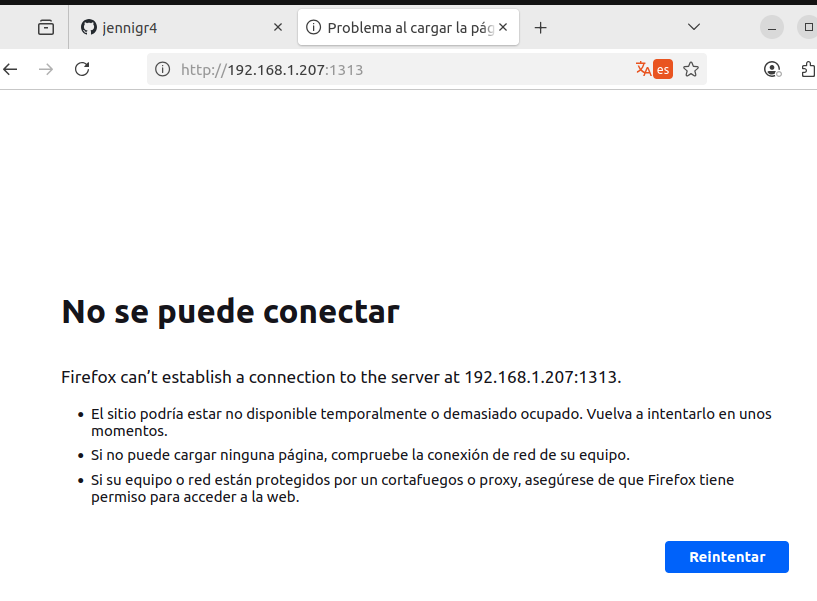 jennigr4
Problema al cargar la pág
http://192.168.1.207:1313
es
No se puede conectar
Firefox can’t establish a connection to the server at 192.168.1.207:1313.
• El sitio podría estar no disponible temporalmente o demasiado ocupado. Vuelva a intentarlo en unos
momentos.
• Si no puede cargar ninguna página, compruebe la conexión de red de su equipo.
• Si su equipo o red están protegidos por un cortafuegos o proxy, asegúrese de que Firefox tiene
permiso para acceder a la web.
Reintentar